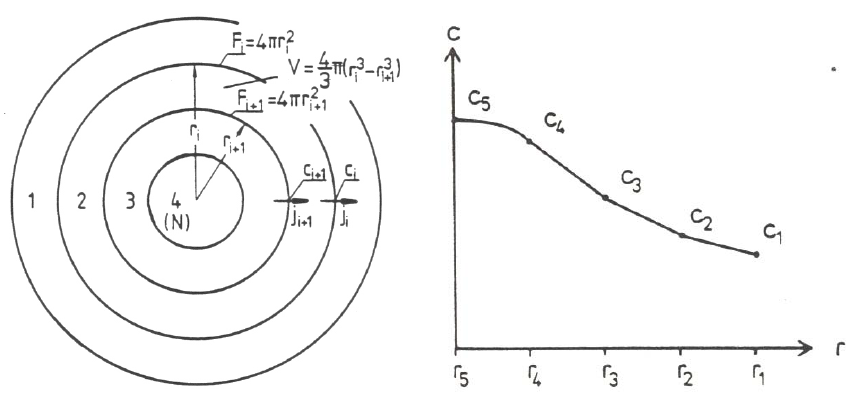 F_i=4πr_i^2
V=4/3π(r_i^3-r_{i+1}^3)
F_{i+1}=4πr_{i+1}^2
r_i
r_{i+1}
c_{i+1}
c_i
1 2 3 4
(N)
j_{i+1}
j_i
c
c_5
c_4
c_3
c_2
c_1
r
r_5 r_4 r_3 r_2 r_1